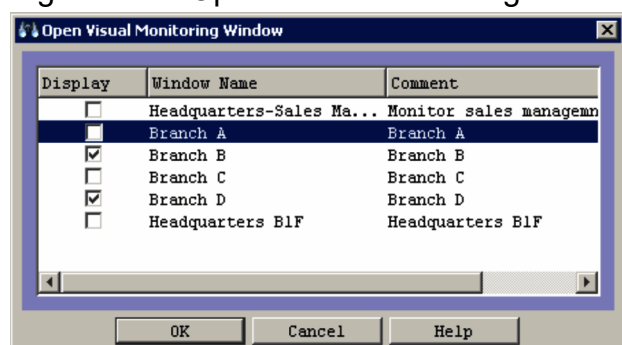 Open Visual Monitoring Window
Display Window Name Comment
Headquarters-Sales Ma... Monitor sales managemn
Branch A Branch A
Branch B Branch B
Branch C Branch C
Branch D Branch D
Headquarters B1F Headquarters B1F
OK Cancel Help